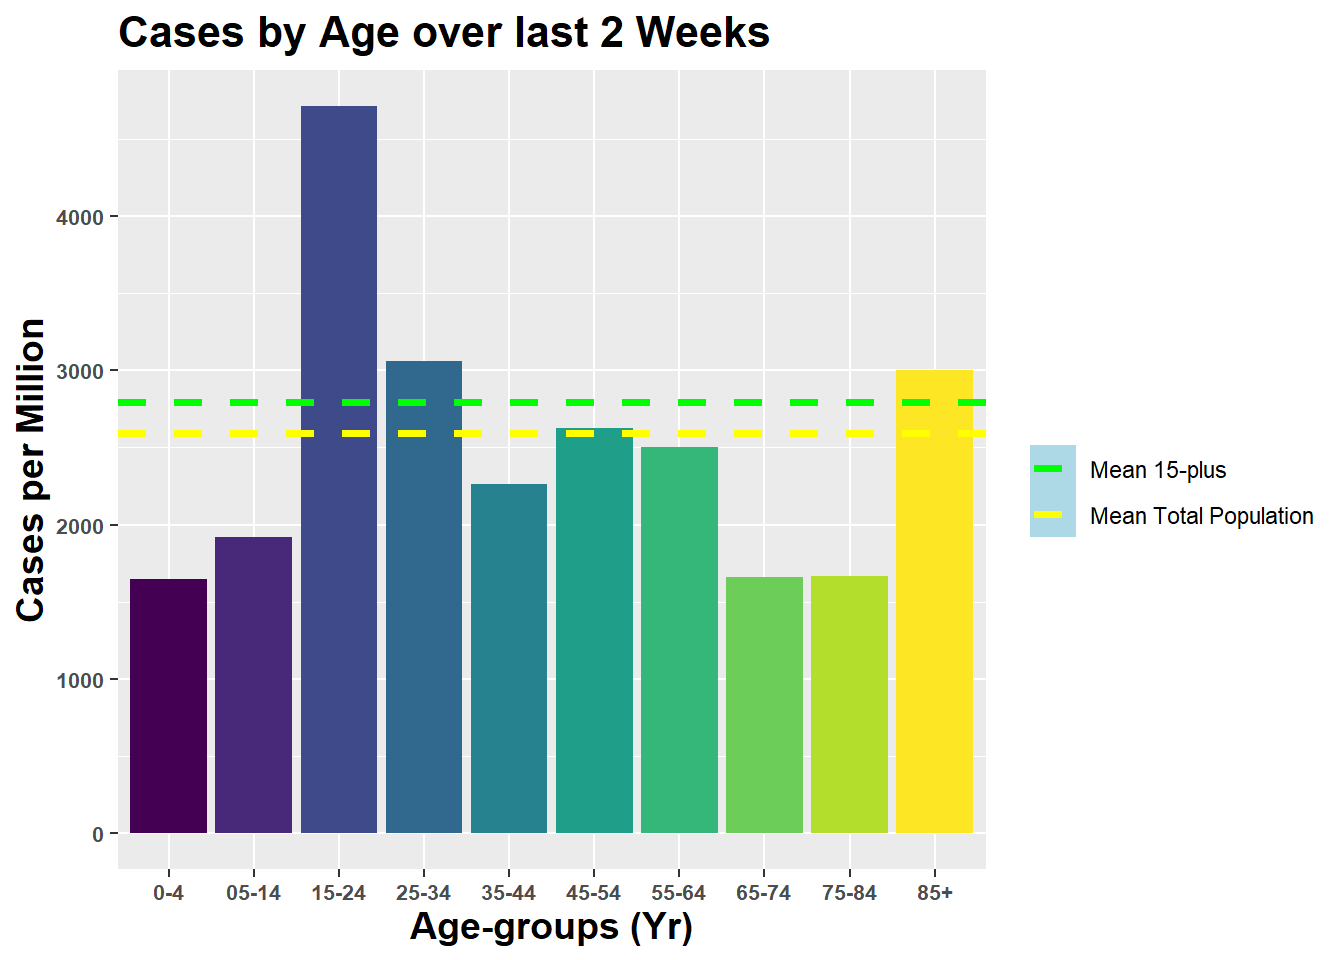 Cases by Age over last 2 Weeks
Cases per Million
4000
3000
2000
1000
0
0-4 05-14 15-24 25-34 35-44 45-54 55-64 65-74 75-84 85+
Age-groups (Yr)
Mean 15-plus
Mean Total Population